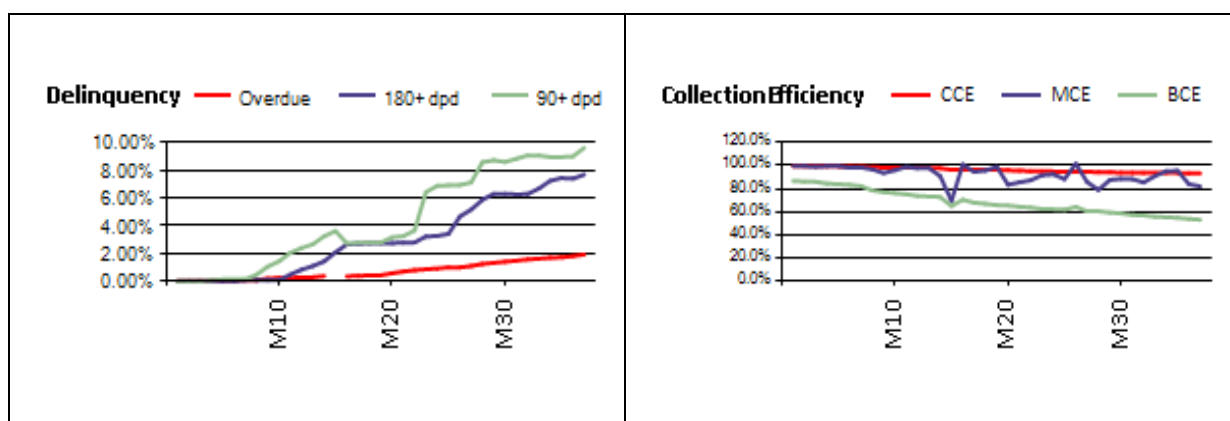 Delinquency Overdue 180+ dpd 90+ dpd
10.00%
8.00%
6.00%
4.00%
2.00%
0.00%
M10
M20
M30
Collection Efficiency CCE MCE BCE
120.0%
100.0%
80.0%
60.0%
40.0%
20.0%
0.0%
M10
M20
M30